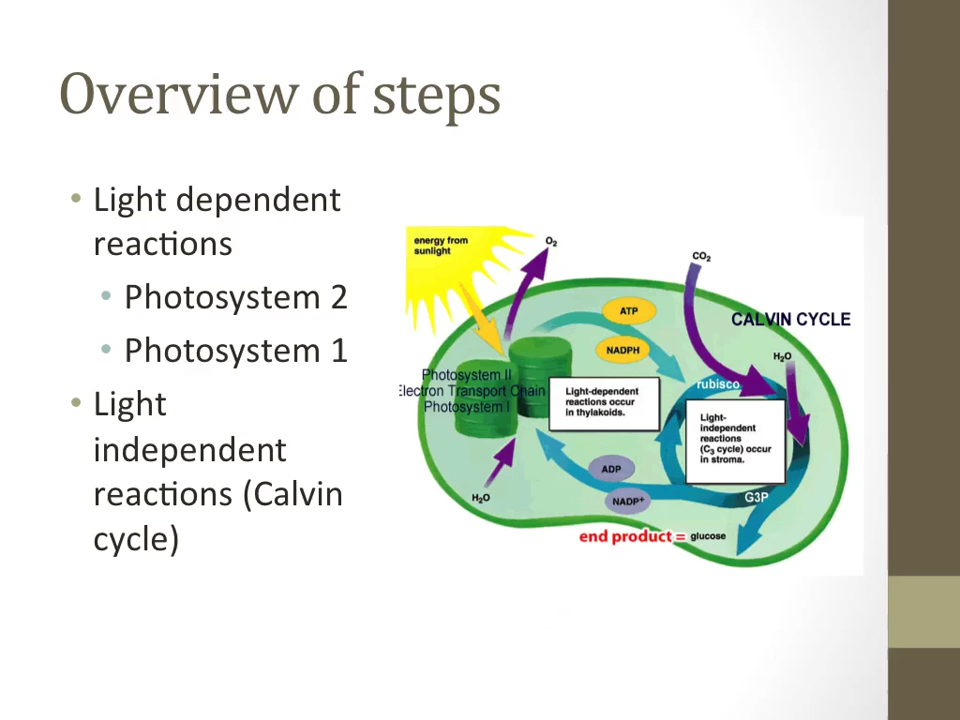 Overview of steps
• Light dependent
reactions
• Photosystem 2
• Photosystem 1
• Light
independent
reactions (Calvin
cycle)
energy from
sunlight
O₂
CO₂
ATP
NADPH
CALVIN CYCLE
H₂O
rubisco
Photosystem II
Electron Transport Chain
Photosystem I
Light-dependent
reactions occur
in thylakoids.
Light-
independent
reactions
(C₃ cycle) occur
in stroma.
ADP
NADP⁺
H₂O
G3P
end product = glucose